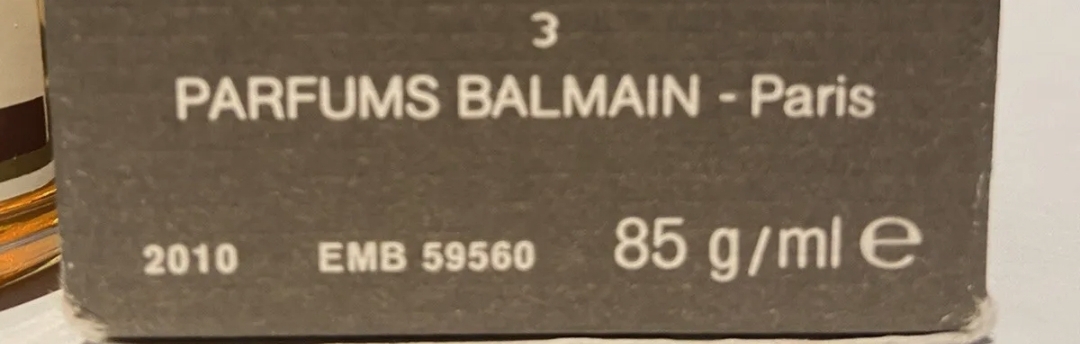 3
PARFUMS BALMAIN - Paris
2010 EMB 59560 85 g/ml e